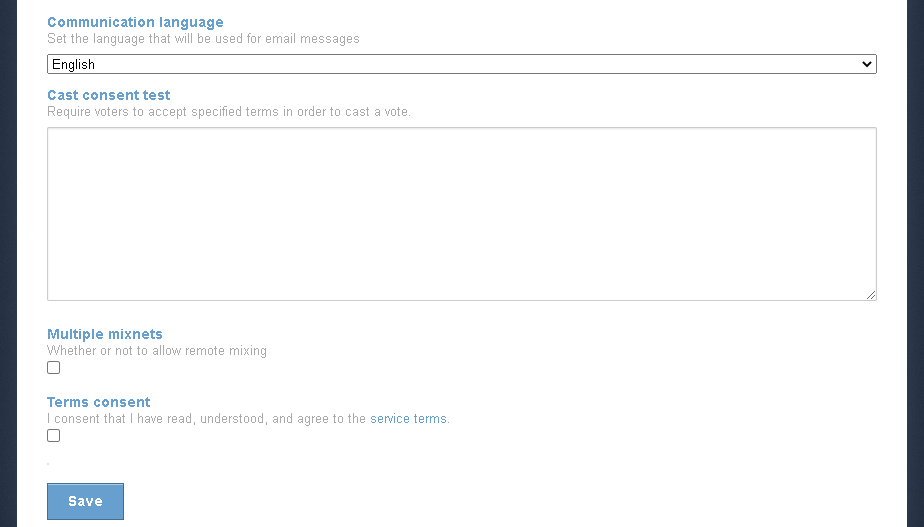 Communication language
Set the language that will be used for email messages
English
Cast consent test
Require voters to accept specified terms in order to cast a vote.
Multiple mixnets
Whether or not to allow remote mixing
Terms consent
I consent that I have read, understood, and agree to the service terms.
Save